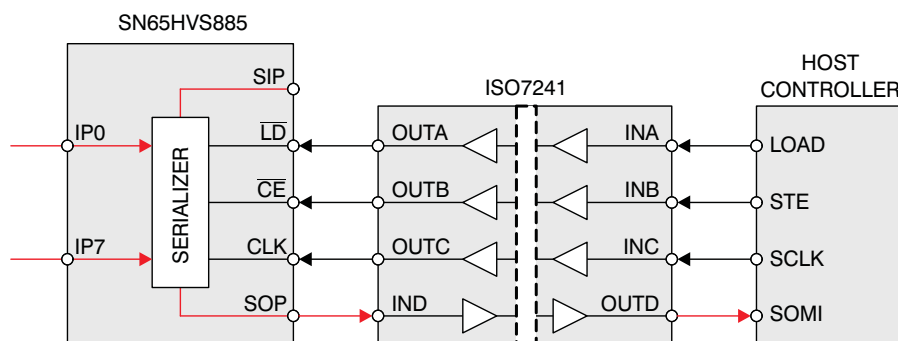 SN65HVS885
SIP
IP0
LD
CE
IP7
CLK
SOP
SERIALIZER
ISO7241
OUTA
INA
OUTB
INB
OUTC
INC
IND
OUTD
HOST
CONTROLLER
LOAD
STE
SCLK
SOMI